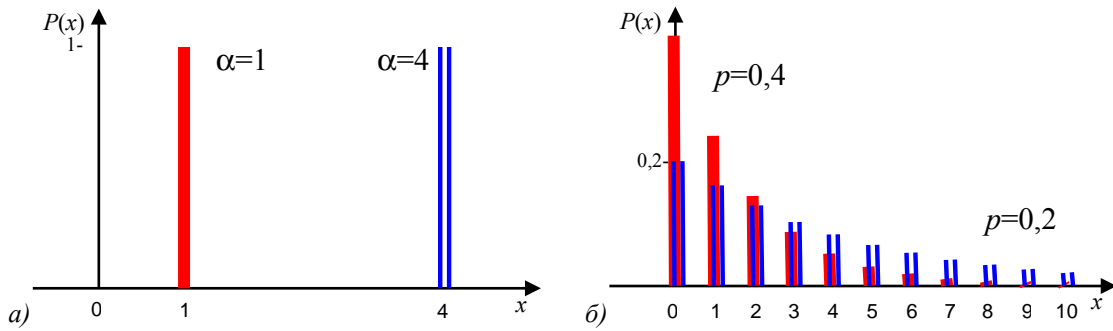 P(x)
1-
α=1
α=4
0
1
4
x
а)
P(x)
p=0,4
0,2-
p=0,2
0 1 2 3 4 5 6 7 8 9 10
x
б)